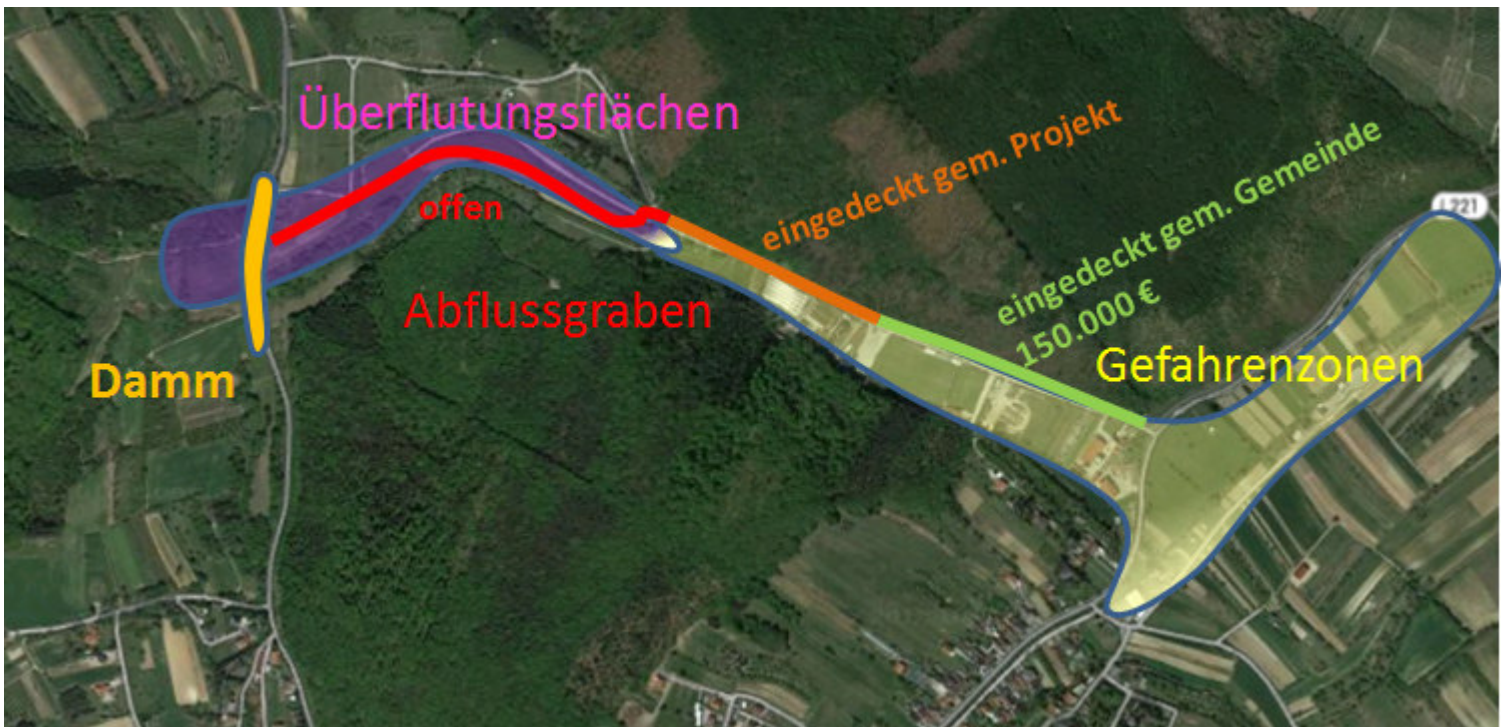 Überflutungsflächen
eingedeckt gem. Projekt
eingedeckt gem. Gemeinde
150.000 €
L221
offen
Abflussgraben
Damm
Gefahrenzonen